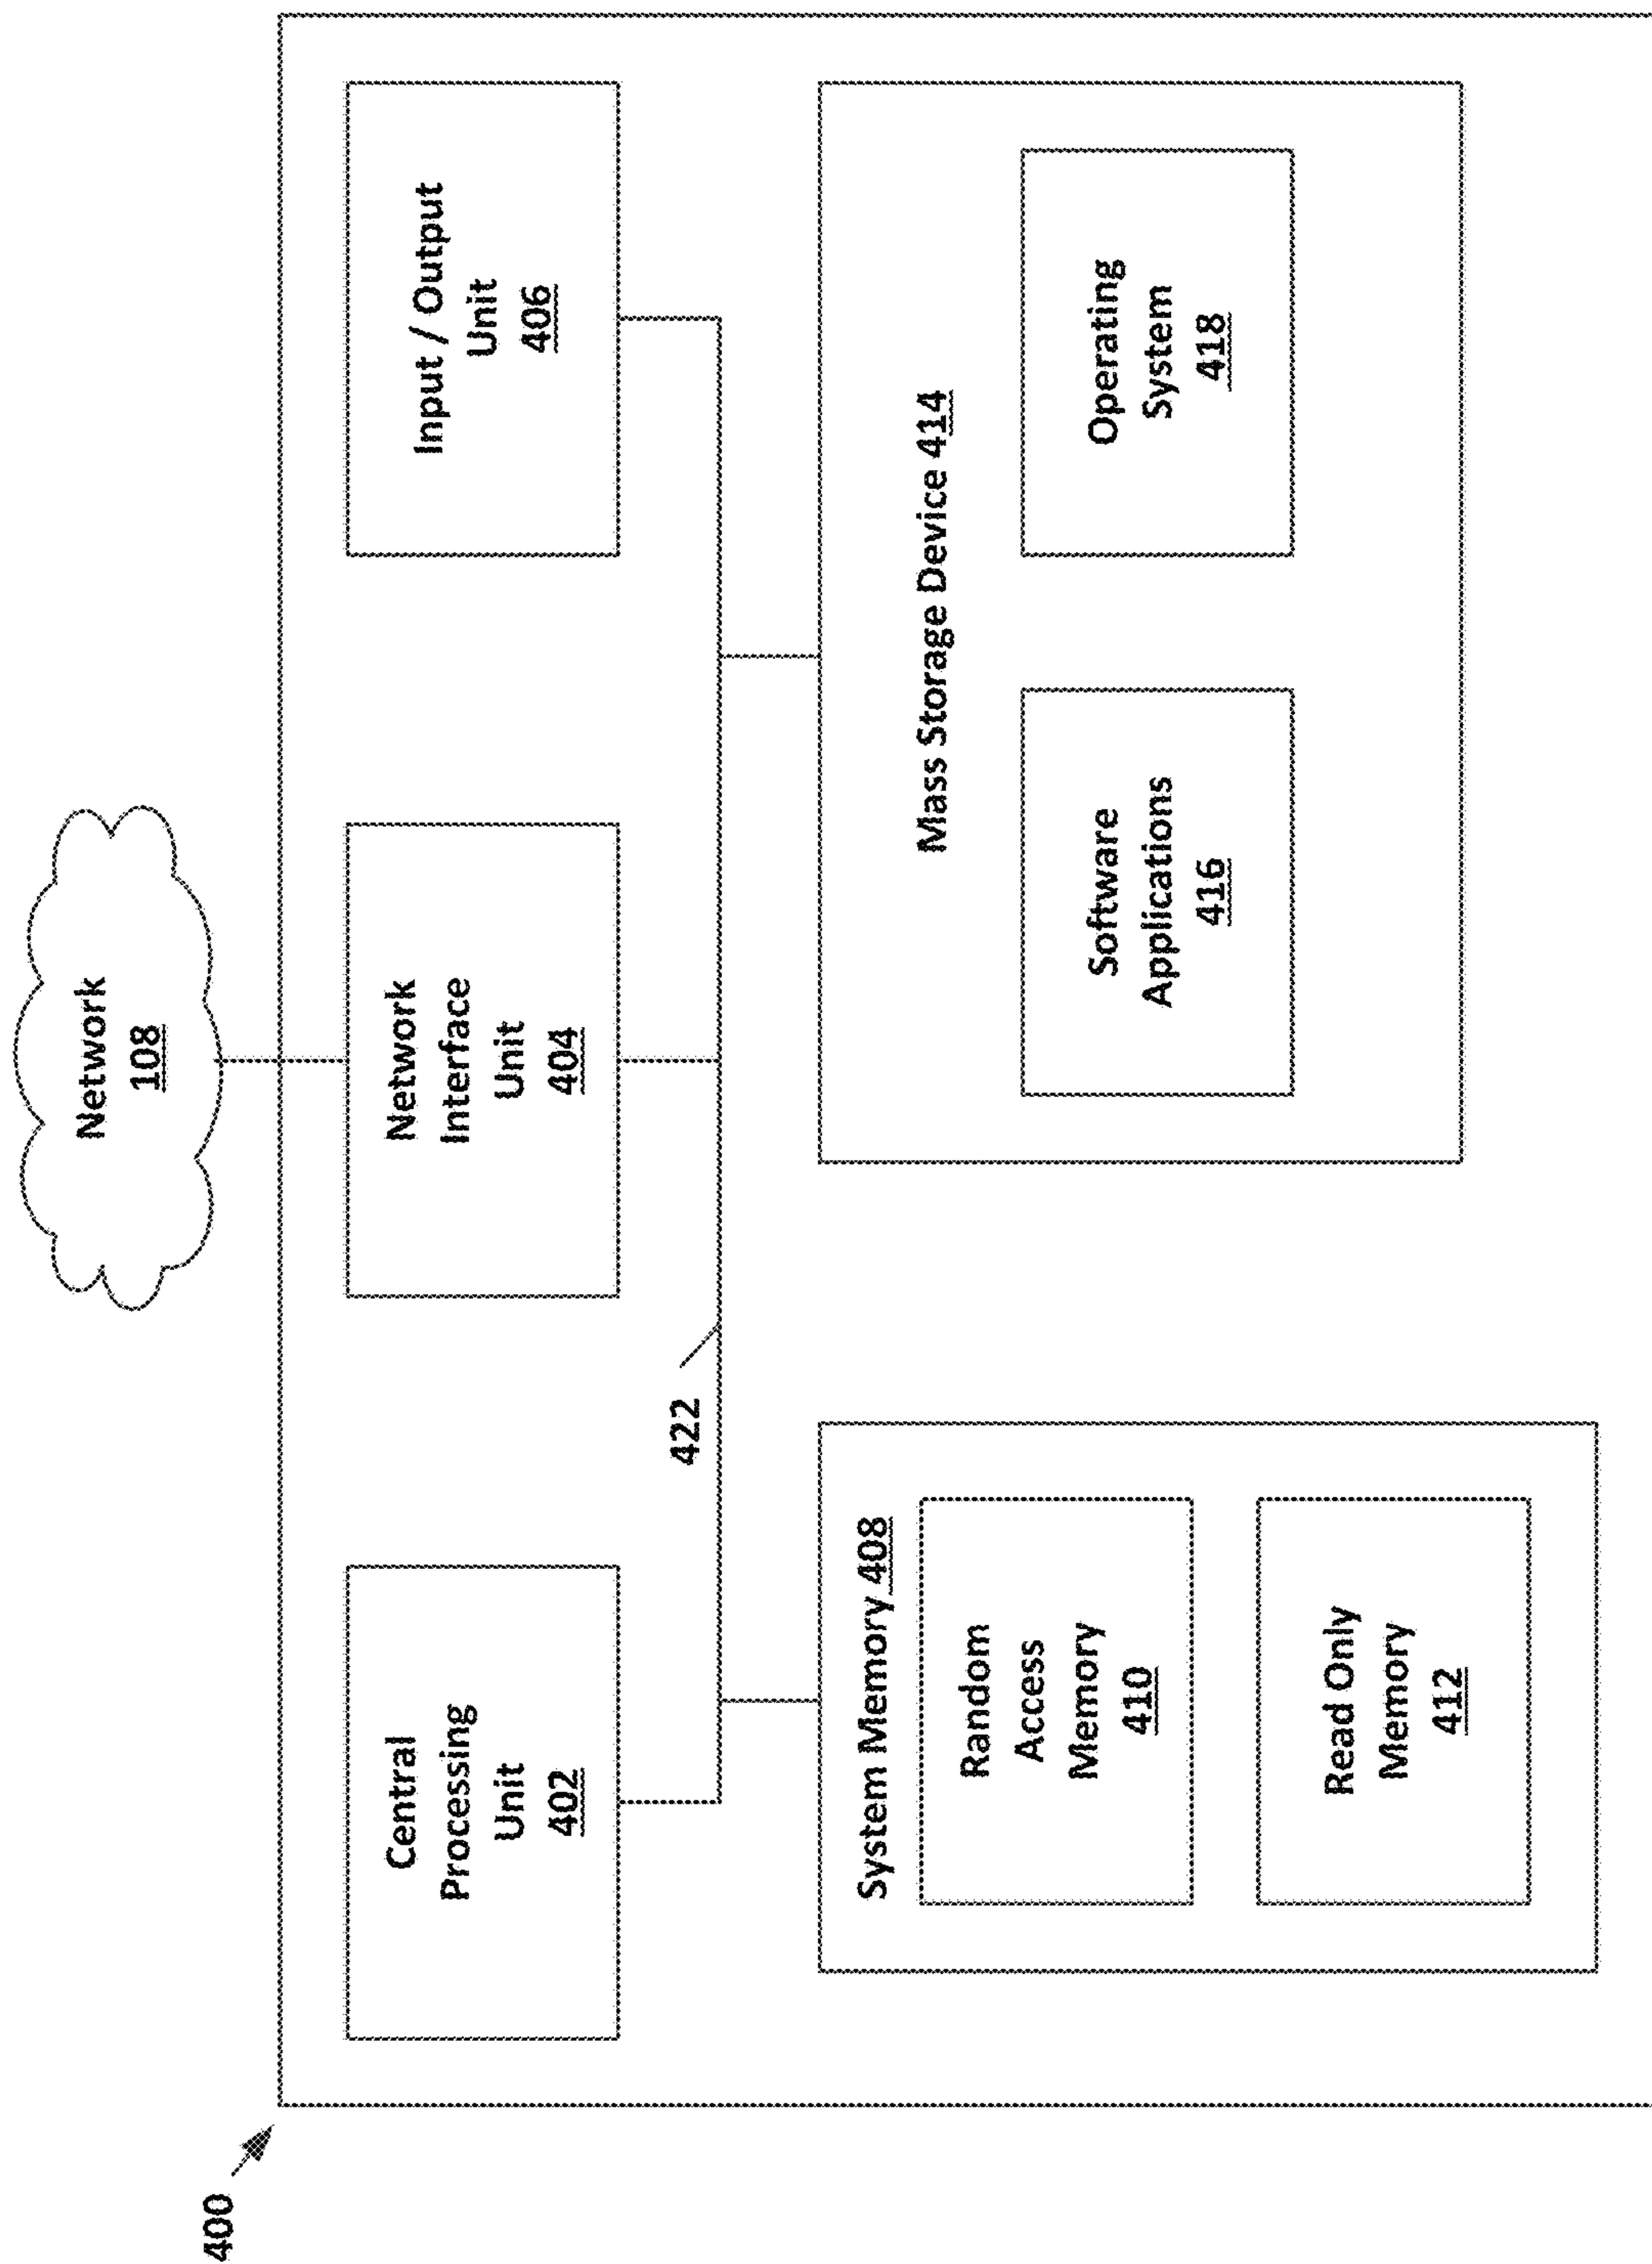 400
Network
108
Central
Processing
Unit
402
Network
Interface
Unit
404
Input / Output
Unit
406
422
System Memory 408
Random
Access
Memory
410
Read Only
Memory
412
Mass Storage Device 414
Software
Applications
416
Operating
System
418